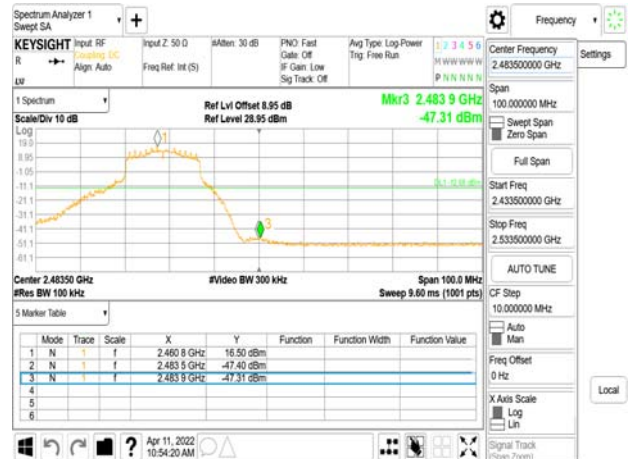 Spectrum Analyzer 1
Swept SA
+
Frequency
KEYSIGHT Input: RF Input Z: 50 Ω #Atten: 30 dB PNO: Fast Avg Type: Log-Power 1 2 3 4 5 6
R Coupling: DC Gate: Off Trig: Free Run M W W W W W
Align: Auto Freq Ref: Int (S) IF Gain: Low
Sig Track: Off P N N N N N
1 Spectrum
Ref Lvl Offset 8.95 dB
Mkr3 2.483 9 GHz
Scale/Div 10 dB
Ref Level 28.95 dBm
-47.31 dBm
Log
19.0
8.95
-1.05
-11.1
-21.1
-31.1
-41.1
-51.1
-61.1
1
3
Center 2.48350 GHz
#Video BW 300 kHz
Span 100.0 MHz
#Res BW 100 kHz
Sweep 9.60 ms (1001 pts)
5 Marker Table
Mode Trace Scale X Y Function Function Width Function Value
1 N 1 f 2.460 8 GHz 16.50 dBm
2 N 1 f 2.483 5 GHz -47.40 dBm
3 N 1 f 2.483 9 GHz -47.31 dBm
4
5
6
?
Apr 11, 2022
10:54:20 AM
Center Frequency
2.483500000 GHz
Settings
Span
100.000000 MHz
Swept Span
Zero Span
Full Span
Start Freq
2.433500000 GHz
Stop Freq
2.533500000 GHz
AUTO TUNE
CF Step
10.000000 MHz
Auto
Man
Freq Offset
0 Hz
Local
X Axis Scale
Log
Lin
Signal Track
(Span Zoom)